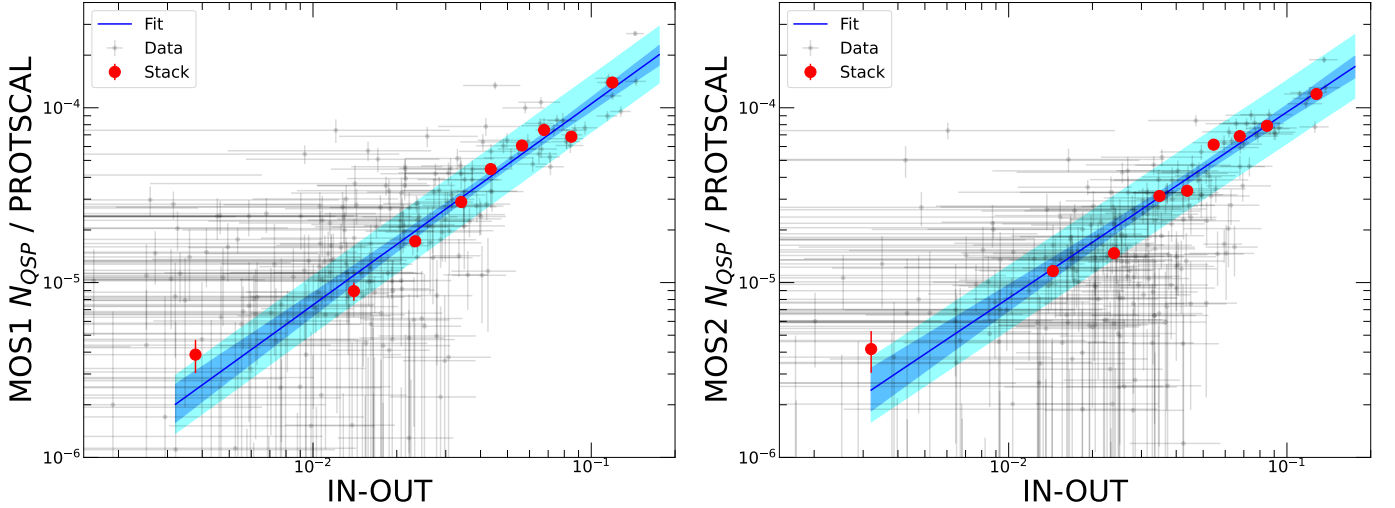 MOS1 N_QSP / PROTSCAL
Fit
Data
Stack
10^-4
10^-5
10^-6
10^-2
10^-1
IN-OUT
MOS2 N_QSP / PROTSCAL
Fit
Data
Stack
10^-4
10^-5
10^-6
10^-2
10^-1
IN-OUT